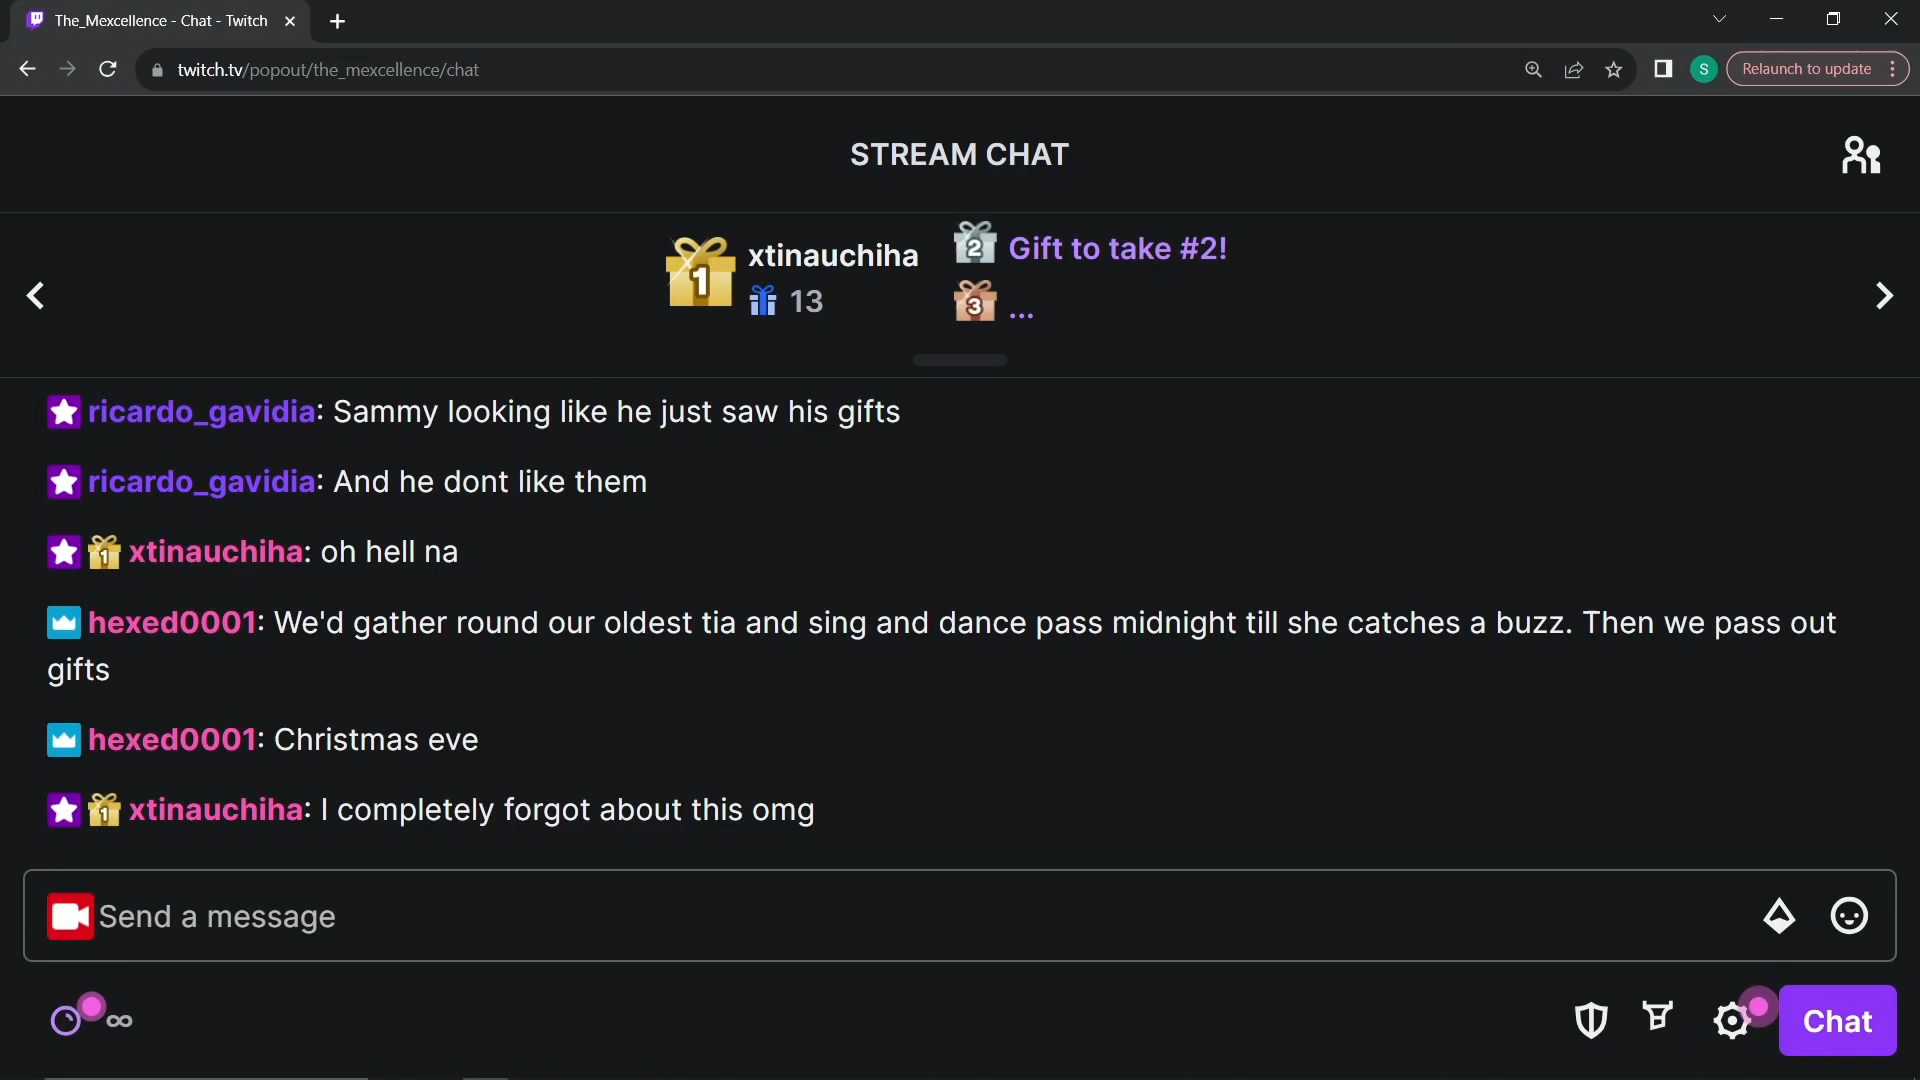 The_Mexcellence - Chat - Twitch
twitch.tv/popout/the_mexcellence/chat
S
Relaunch to update
STREAM CHAT
1
xtinauchiha
13
2
Gift to take #2!
3
...
ricardo_gavidia: Sammy looking like he just saw his gifts
ricardo_gavidia: And he dont like them
1 xtinauchiha: oh hell na
hexed0001: We'd gather round our oldest tia and sing and dance pass midnight till she catches a buzz. Then we pass out
gifts
hexed0001: Christmas eve
1 xtinauchiha: I completely forgot about this omg
Send a message
∞
Chat